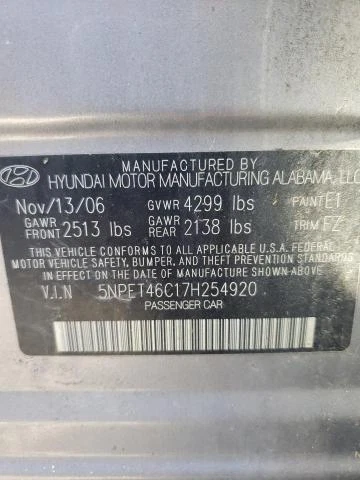 MANUFACTURED BY
HYUNDAI MOTOR MANUFACTURING ALABAMA, LLC
Nov/13/06 GVWR 4299 lbs PAINT E1
GAWR FRONT 2513 lbs GAWR REAR 2138 lbs TRIM FZ
THIS VEHICLE CONFORMS TO ALL APPLICABLE U.S. FEDERAL
MOTOR VEHICLE SAFETY, BUMPER, AND THEFT PREVENTION STANDARDS
IN EFFECT ON THE DATE OF MANUFACTURE SHOWN ABOVE.
V.I.N 5NPET46C17H254920
PASSENGER CAR